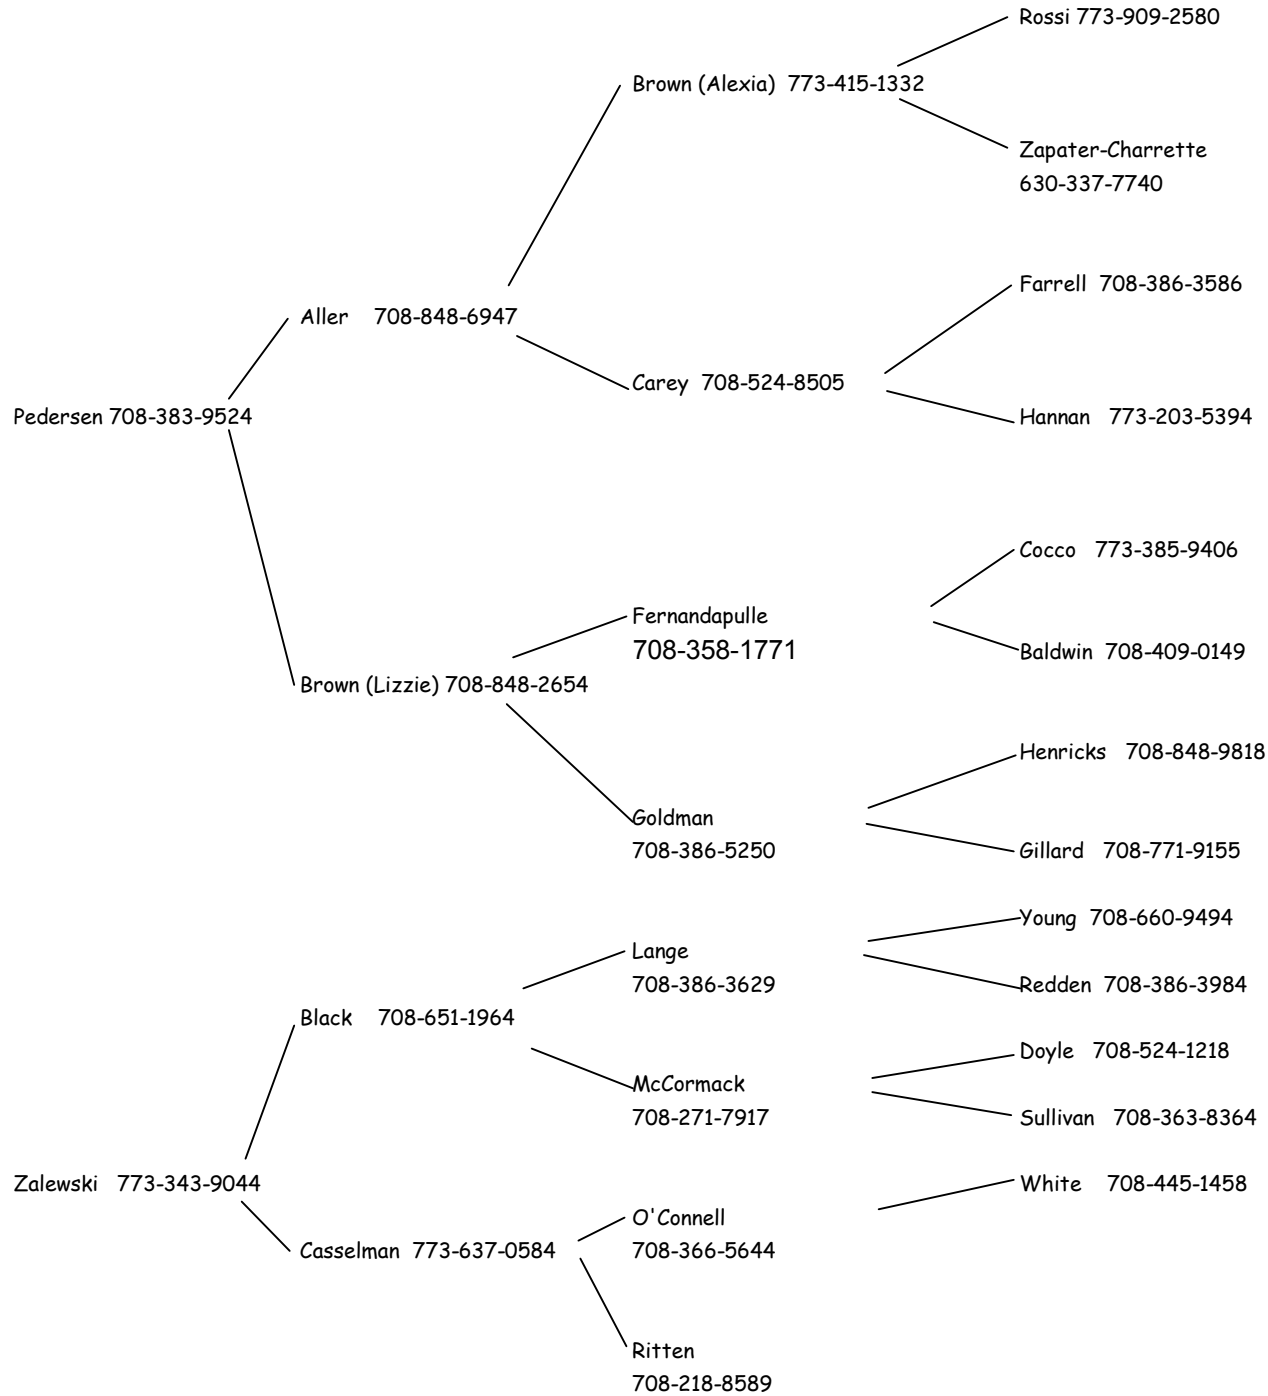 Rossi 773-909-2580
Brown (Alexia) 773-415-1332
Zapater-Charrette
630-337-7740
Farrell 708-386-3586
Aller 708-848-6947
Carey 708-524-8505
Pedersen 708-383-9524
Hannan 773-203-5394
Cocco 773-385-9406
Fernandapulle
708-358-1771
Baldwin 708-409-0149
Brown (Lizzie) 708-848-2654
Henricks 708-848-9818
Goldman
708-386-5250
Gillard 708-771-9155
Young 708-660-9494
Lange
708-386-3629
Redden 708-386-3984
Black 708-651-1964
Doyle 708-524-1218
McCormack
708-271-7917
Sullivan 708-363-8364
Zalewski 773-343-9044
White 708-445-1458
O'Connell
708-366-5644
Casselman 773-637-0584
Ritten
708-218-8589